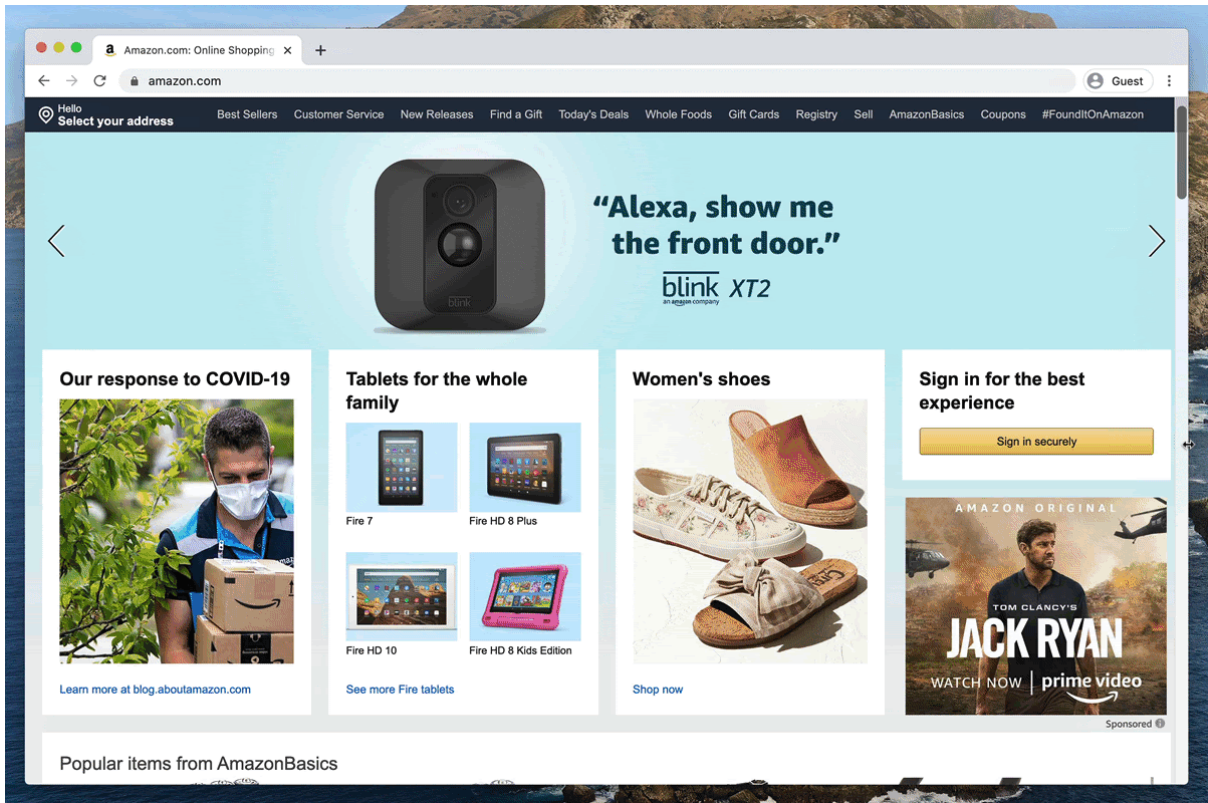 Amazon.com: Online Shopping
amazon.com
Guest
Hello
Select your address
Best Sellers
Customer Service
New Releases
Find a Gift
Today's Deals
Whole Foods
Gift Cards
Registry
Sell
AmazonBasics
Coupons
#FoundItOnAmazon
“Alexa, show me
the front door.”
blink XT2
an amazon company
blink
Our response to COVID-19
Learn more at blog.aboutamazon.com
Tablets for the whole
family
Fire 7
Fire HD 8 Plus
Fire HD 10
Fire HD 8 Kids Edition
See more Fire tablets
Women's shoes
Shop now
Sign in for the best
experience
Sign in securely
AMAZON ORIGINAL
TOM CLANCY'S
JACK RYAN
WATCH NOW | prime video
Sponsored
Popular items from AmazonBasics